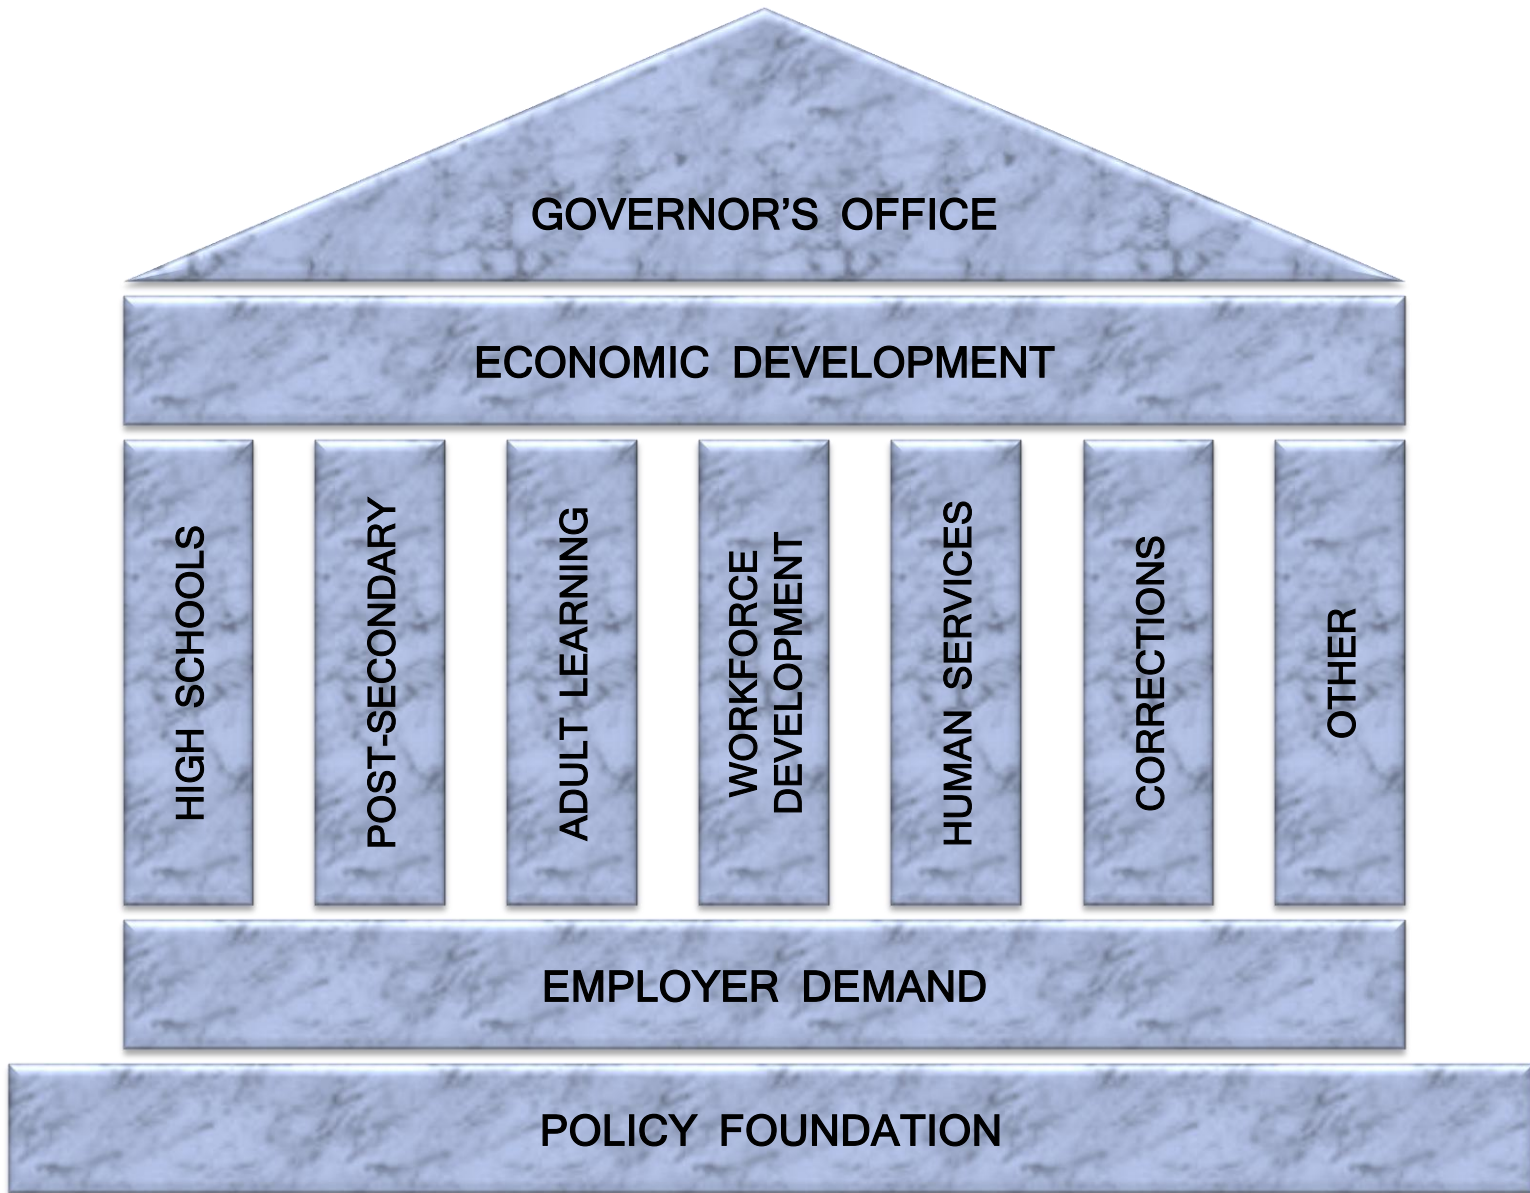 GOVERNOR'S OFFICE
ECONOMIC DEVELOPMENT
HIGH SCHOOLS
POST-SECONDARY
ADULT LEARNING
WORKFORCE
DEVELOPMENT
HUMAN SERVICES
CORRECTIONS
OTHER
EMPLOYER DEMAND
POLICY FOUNDATION